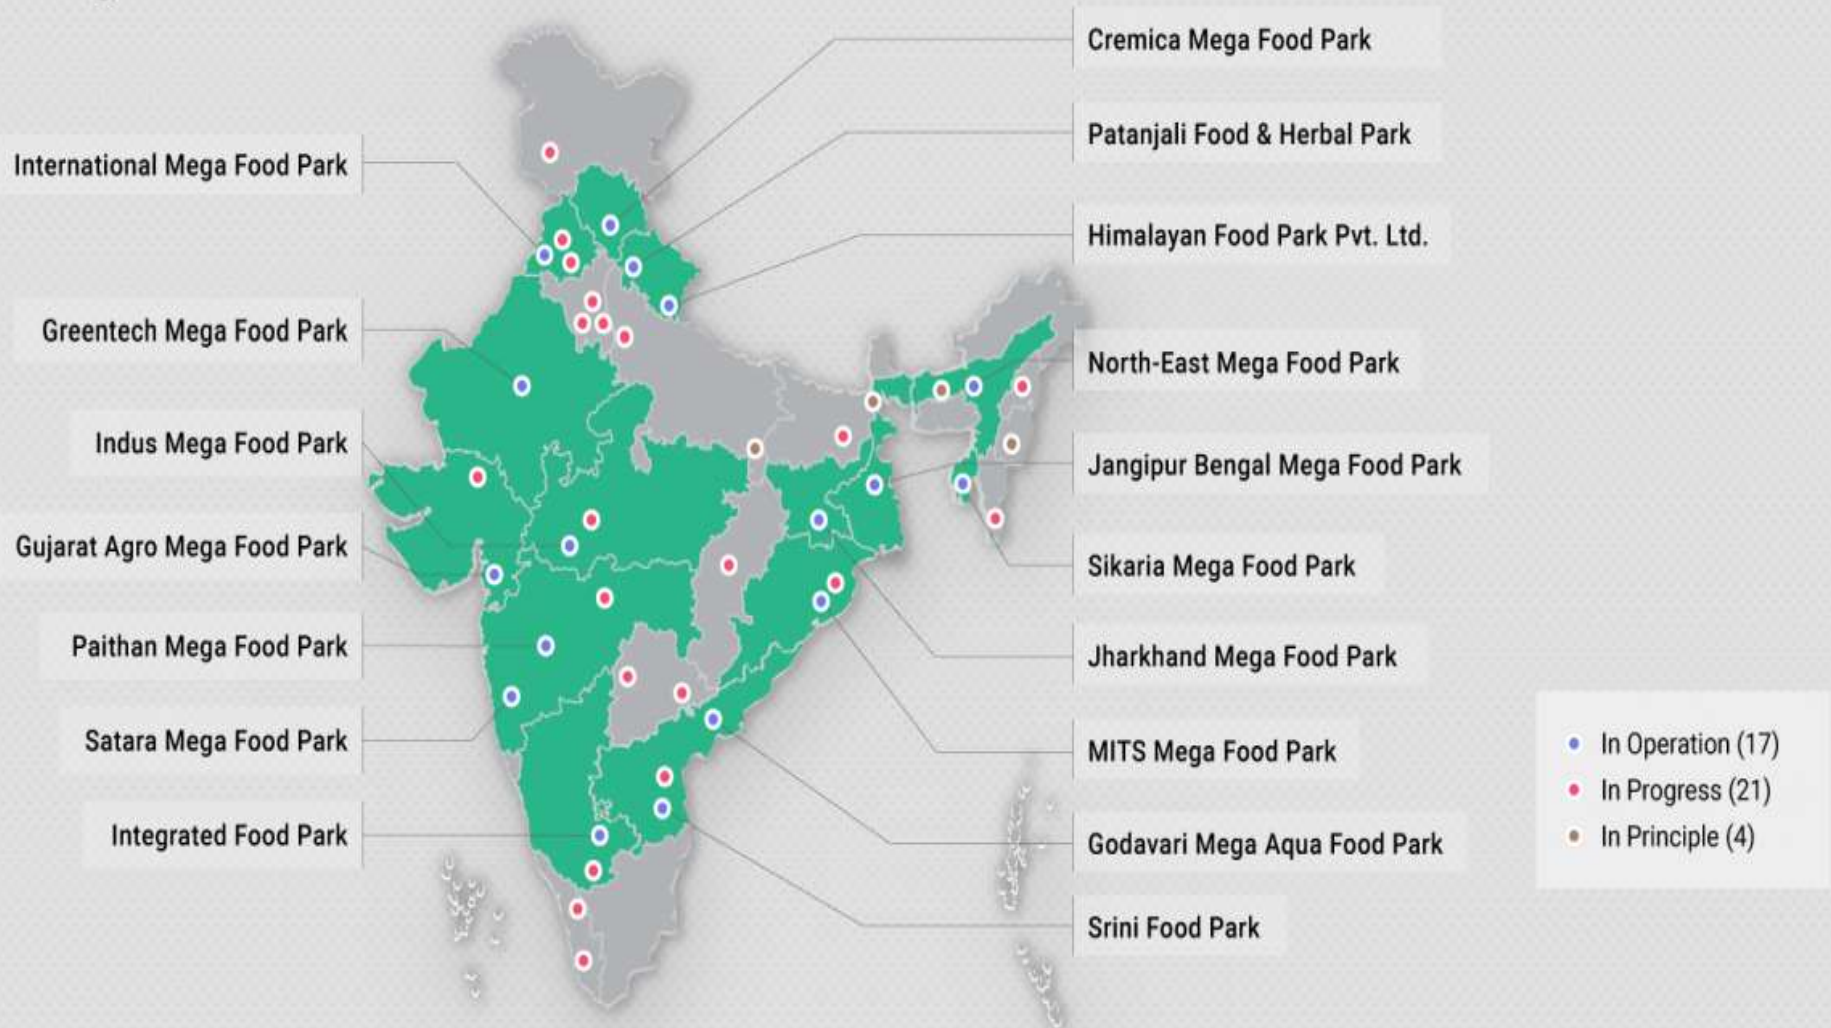 International Mega Food Park
Greentech Mega Food Park
Indus Mega Food Park
Gujarat Agro Mega Food Park
Paithan Mega Food Park
Satara Mega Food Park
Integrated Food Park
Cremica Mega Food Park
Patanjali Food & Herbal Park
Himalayan Food Park Pvt. Ltd.
North-East Mega Food Park
Jangipur Bengal Mega Food Park
Sikaria Mega Food Park
Jharkhand Mega Food Park
MITS Mega Food Park
Godavari Mega Aqua Food Park
Srini Food Park
In Operation (17)
In Progress (21)
In Principle (4)